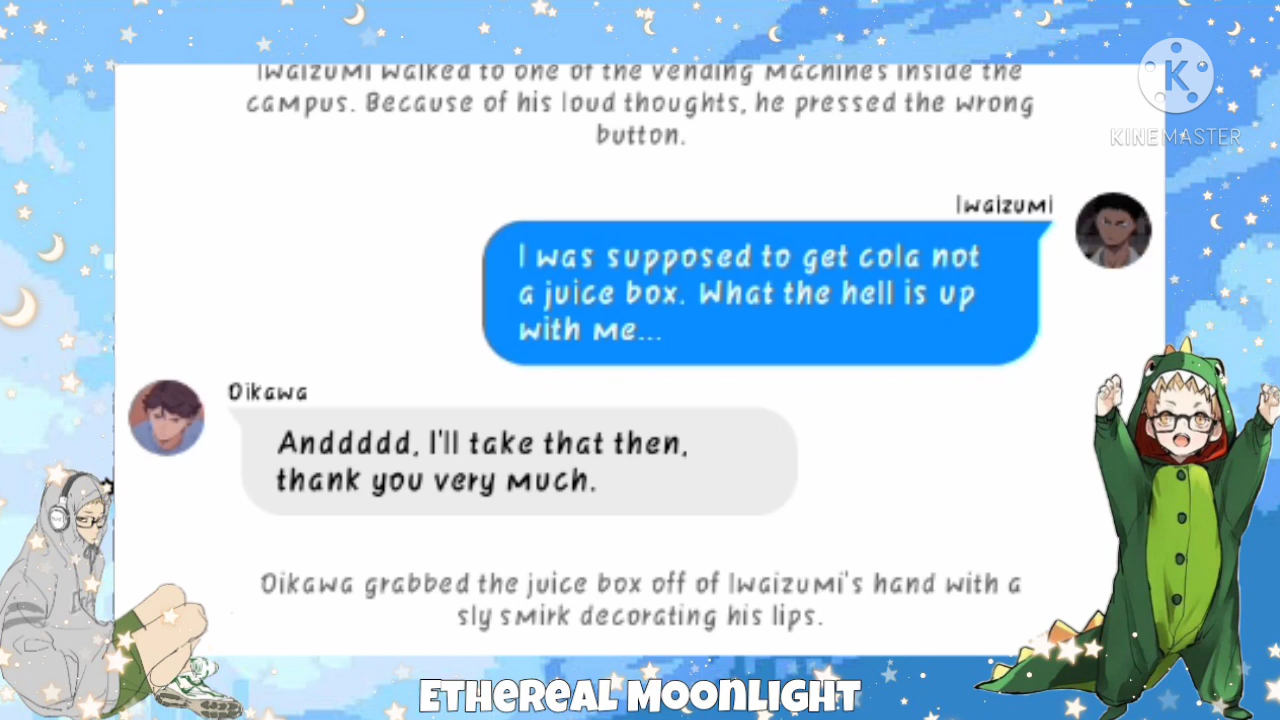 Iwaizumi walked to one of the vending machines inside the
campus. Because of his loud thoughts, he pressed the wrong
button.
KINEMASTER
Iwaizumi
I was supposed to get cola not
a juice box. What the hell is up
with me...
Oikawa
Anddddd, I'll take that then,
thank you very much.
Oikawa grabbed the juice box off of Iwaizumi's hand with a
sly smirk decorating his lips.
Ethereal Moonlight